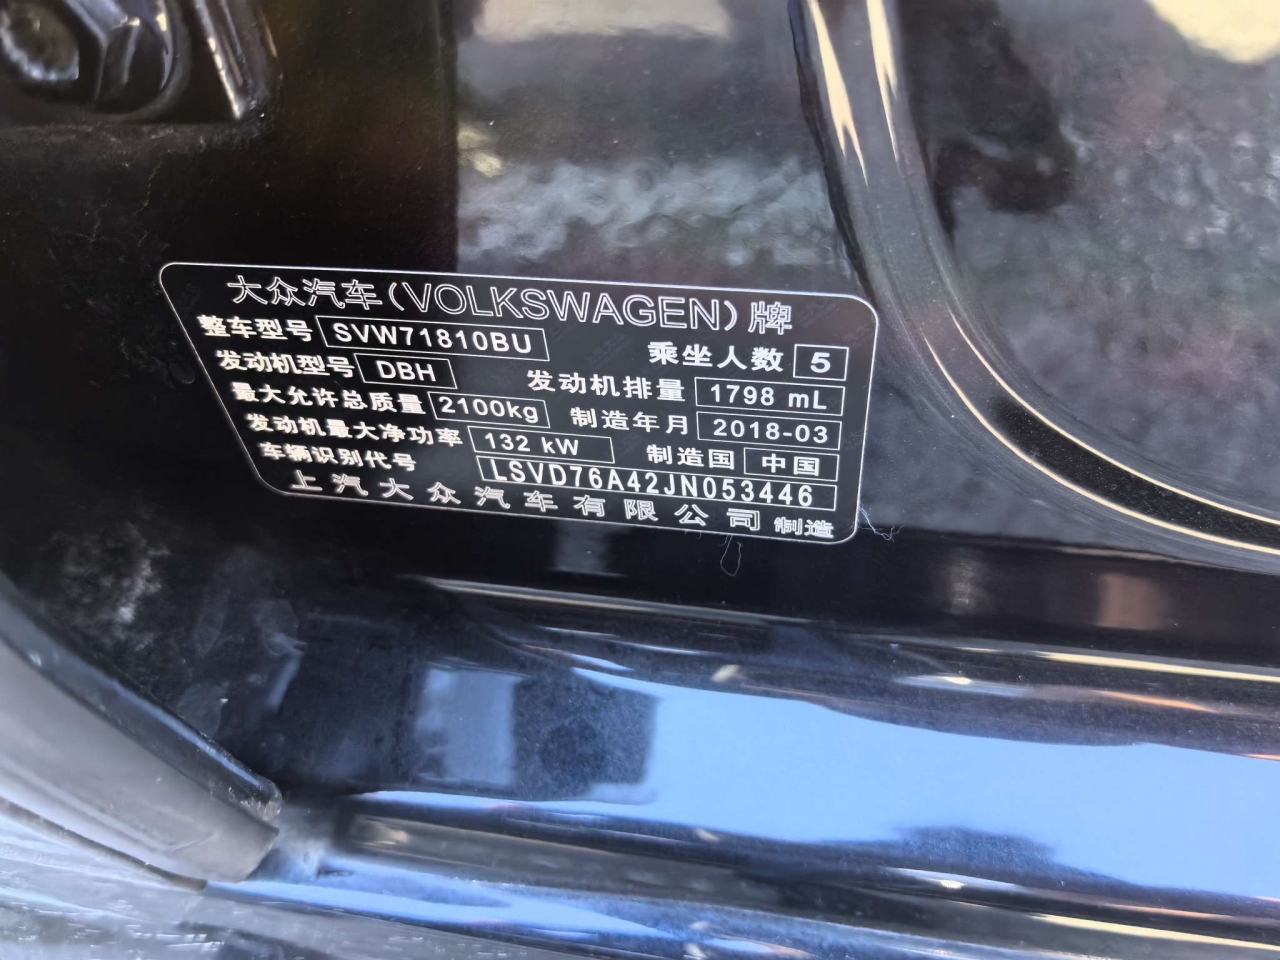 大众汽车(VOLKSWAGEN)牌
整车型号 SVW71810BU 乘坐人数 5
发动机型号 DBH 发动机排量 1798 mL
最大允许总质量 2100kg 制造年月 2018-03
发动机最大净功率 132 kW 制造国 中国
车辆识别代号 LSVD76A42JN053446
上汽大众汽车有限公司 制造